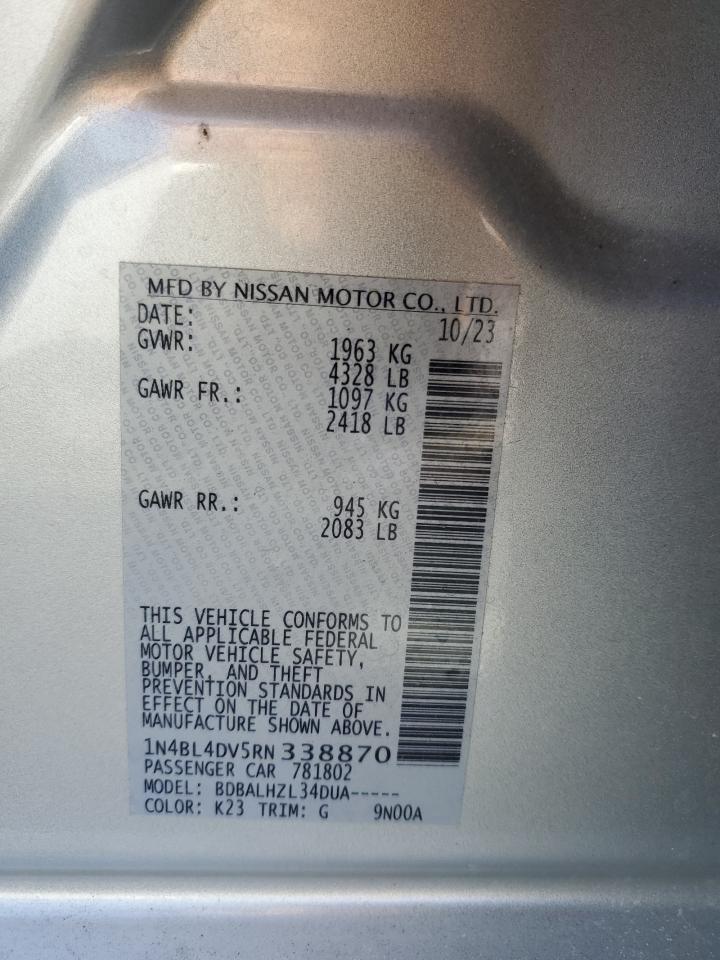 MFD BY NISSAN MOTOR CO., LTD.
DATE: 10/23
GVWR: 1963 KG
4328 LB
GAWR FR.: 1097 KG
2418 LB
GAWR RR.: 945 KG
2083 LB
THIS VEHICLE CONFORMS TO
ALL APPLICABLE FEDERAL
MOTOR VEHICLE SAFETY,
BUMPER, AND THEFT
PREVENTION STANDARDS IN
EFFECT ON THE DATE OF
MANUFACTURE SHOWN ABOVE.
1N4BL4DV5RN338870
PASSENGER CAR 781802
MODEL: BDBALHZL34DUA-----
COLOR: K23 TRIM: G 9N00A